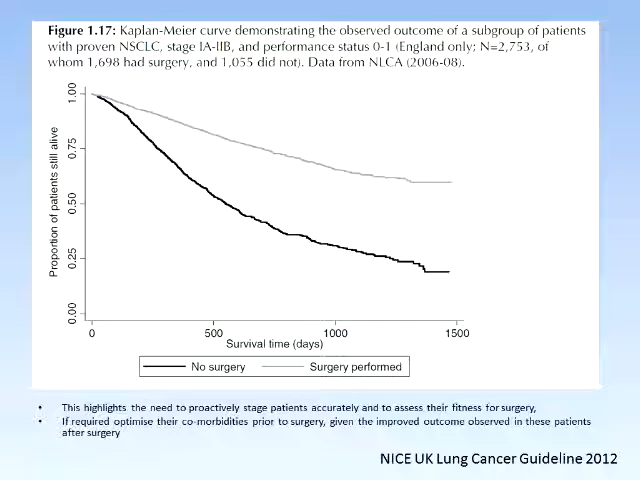 Figure 1.17: Kaplan-Meier curve demonstrating the observed outcome of a subgroup of patients
with proven NSCLC, stage IA-IIB, and performance status 0-1 (England only; N=2,753, of
whom 1,698 had surgery, and 1,055 did not). Data from NLCA (2006-08).
Proportion of patients still alive
1.00
0.75
0.50
0.25
0.00
0 500 1000 1500
Survival time (days)
No surgery Surgery performed
• This highlights the need to proactively stage patients accurately and to assess their fitness for surgery,
• If required optimise their co-morbidities prior to surgery, given the improved outcome observed in these patients
after surgery
NICE UK Lung Cancer Guideline 2012